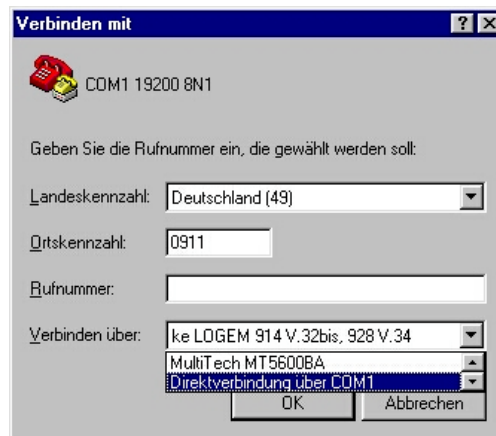 Verbinden mit
COM1 19200 8N1
Geben Sie die Rufnummer ein, die gewählt werden soll:
Landeskennzahl: Deutschland (49)
Ortskennzahl: 0911
Rufnummer:
Verbinden über: ke LOGEM 914 V.32bis, 928 V.34
MultiTech MT5600BA
Direktverbindung über COM1
OK Abbrechen